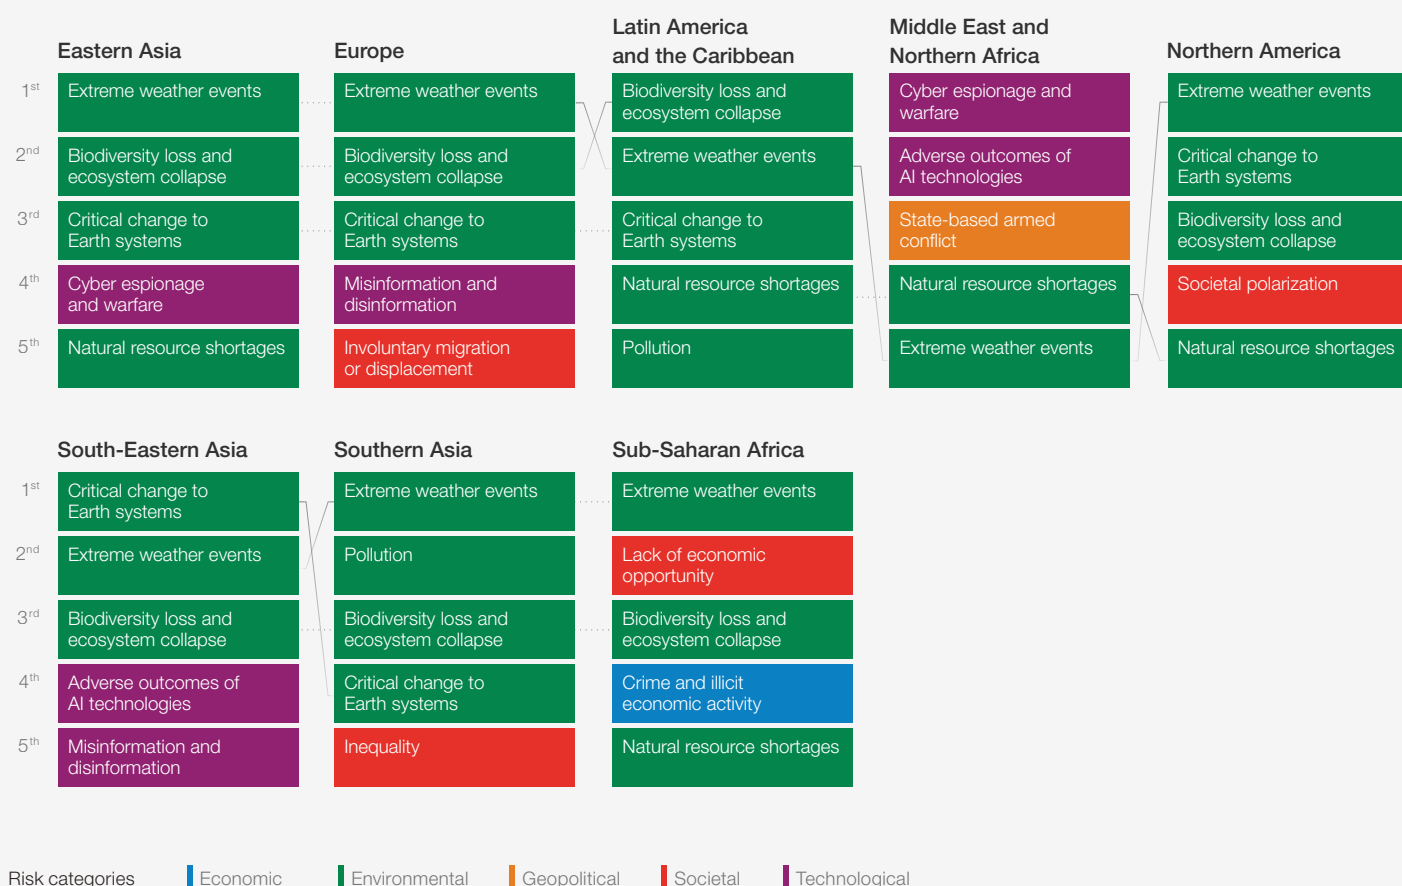 Latin America
and the Caribbean
Middle East and
Northern Africa
Eastern Asia
Europe
Northern America
1st
Extreme weather events
Extreme weather events
Biodiversity loss and
ecosystem collapse
Cyber espionage and
warfare
Extreme weather events
2nd
Biodiversity loss and
ecosystem collapse
Biodiversity loss and
ecosystem collapse
Extreme weather events
Adverse outcomes of
AI technologies
Critical change to
Earth systems
3rd
Critical change to
Earth systems
Critical change to
Earth systems
Critical change to
Earth systems
State-based armed
conflict
Biodiversity loss and
ecosystem collapse
4th
Cyber espionage
and warfare
Misinformation and
disinformation
Natural resource shortages
Natural resource shortages
Societal polarization
5th
Natural resource shortages
Involuntary migration
or displacement
Pollution
Extreme weather events
Natural resource shortages
South-Eastern Asia
Southern Asia
Sub-Saharan Africa
1st
Critical change to
Earth systems
Extreme weather events
Extreme weather events
2nd
Extreme weather events
Pollution
Lack of economic
opportunity
3rd
Biodiversity loss and
ecosystem collapse
Biodiversity loss and
ecosystem collapse
Biodiversity loss and
ecosystem collapse
4th
Adverse outcomes of
AI technologies
Critical change to
Earth systems
Crime and illicit
economic activity
5th
Misinformation and
disinformation
Inequality
Natural resource shortages
Risk categories
Economic
Environmental
Geopolitical
Societal
Technological